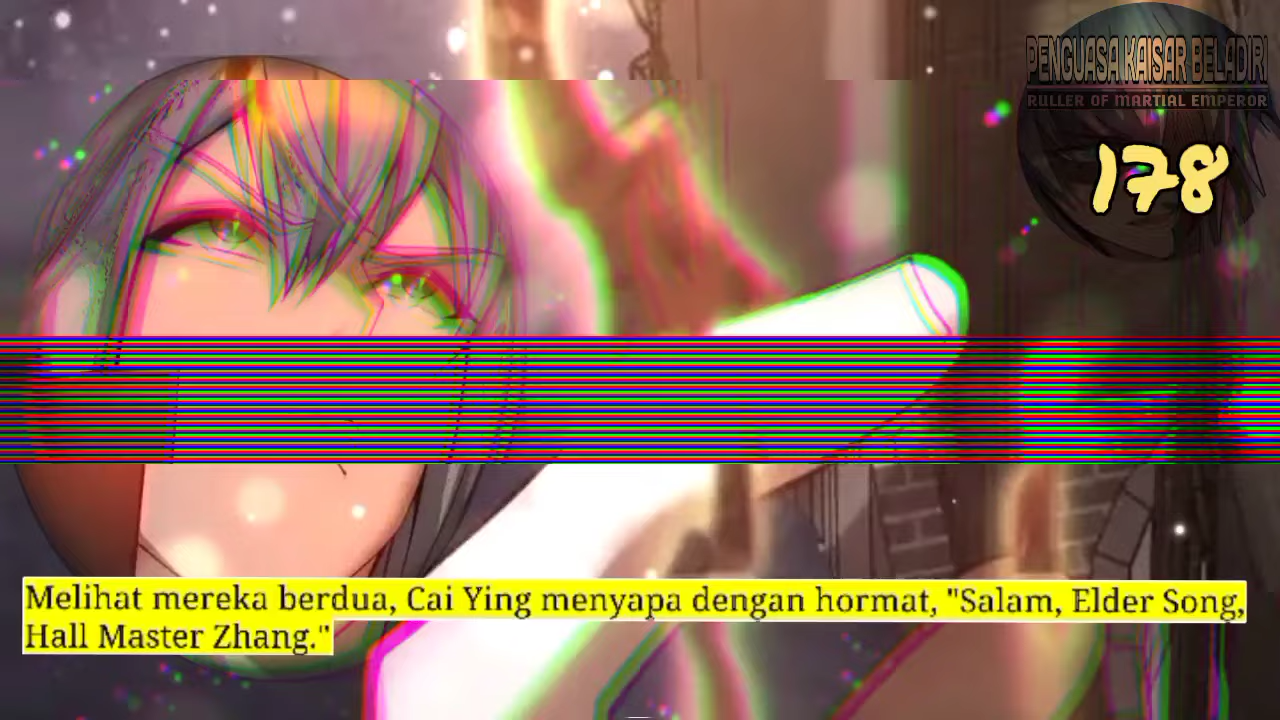 PENGUASA KAISAR BELADIRI
RULLER OF MARTIAL EMPEROR
178
Melihat mereka berdua, Cai Ying menyapa dengan hormat, "Salam, Elder Song,
Hall Master Zhang."